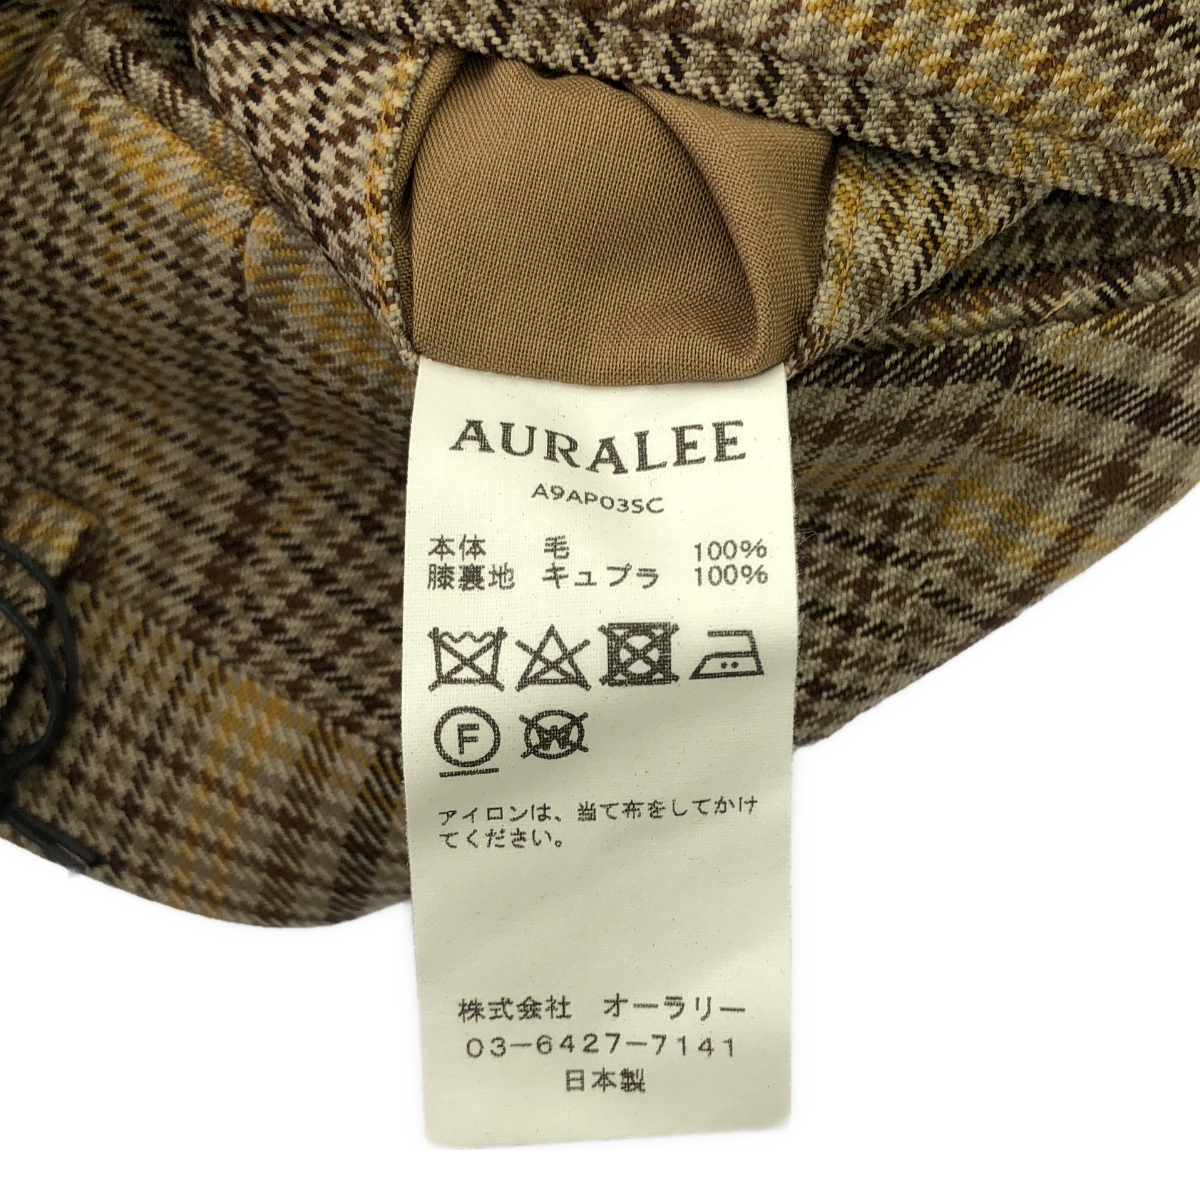 AURALEE
A9AP03SC
本体 毛 100%
膝裏地 キュプラ 100%
F W
アイロンは、当て布をしてかけ
てください。
株式会社 オーラリー
03-6427-7141
日本製